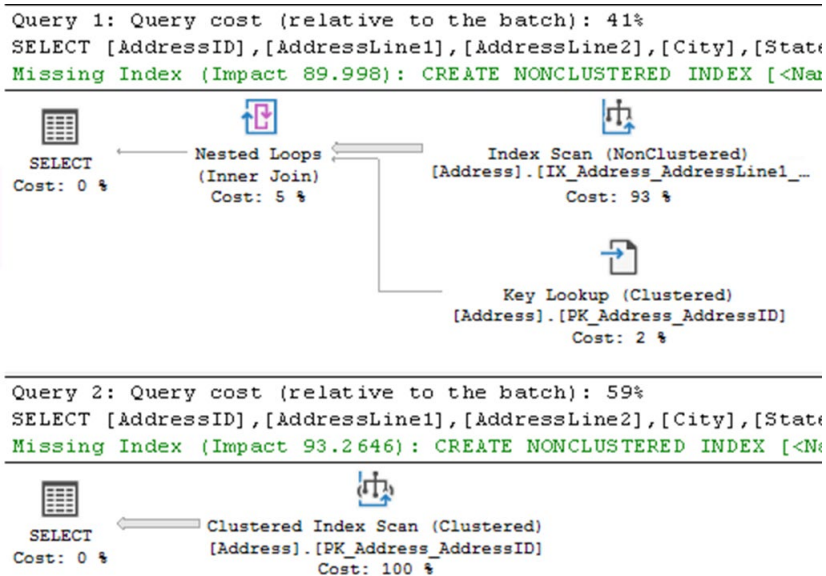 Query 1: Query cost (relative to the batch): 41%
SELECT [AddressID],[AddressLine1],[AddressLine2],[City],[State
Missing Index (Impact 89.998): CREATE NONCLUSTERED INDEX [<Nam
SELECT
Cost: 0 %
Nested Loops
(Inner Join)
Cost: 5 %
Index Scan (NonClustered)
[Address].[IX_Address_AddressLine1_…
Cost: 93 %
Key Lookup (Clustered)
[Address].[PK_Address_AddressID]
Cost: 2 %
Query 2: Query cost (relative to the batch): 59%
SELECT [AddressID],[AddressLine1],[AddressLine2],[City],[State
Missing Index (Impact 93.2646): CREATE NONCLUSTERED INDEX [<Na
SELECT
Cost: 0 %
Clustered Index Scan (Clustered)
[Address].[PK_Address_AddressID]
Cost: 100 %